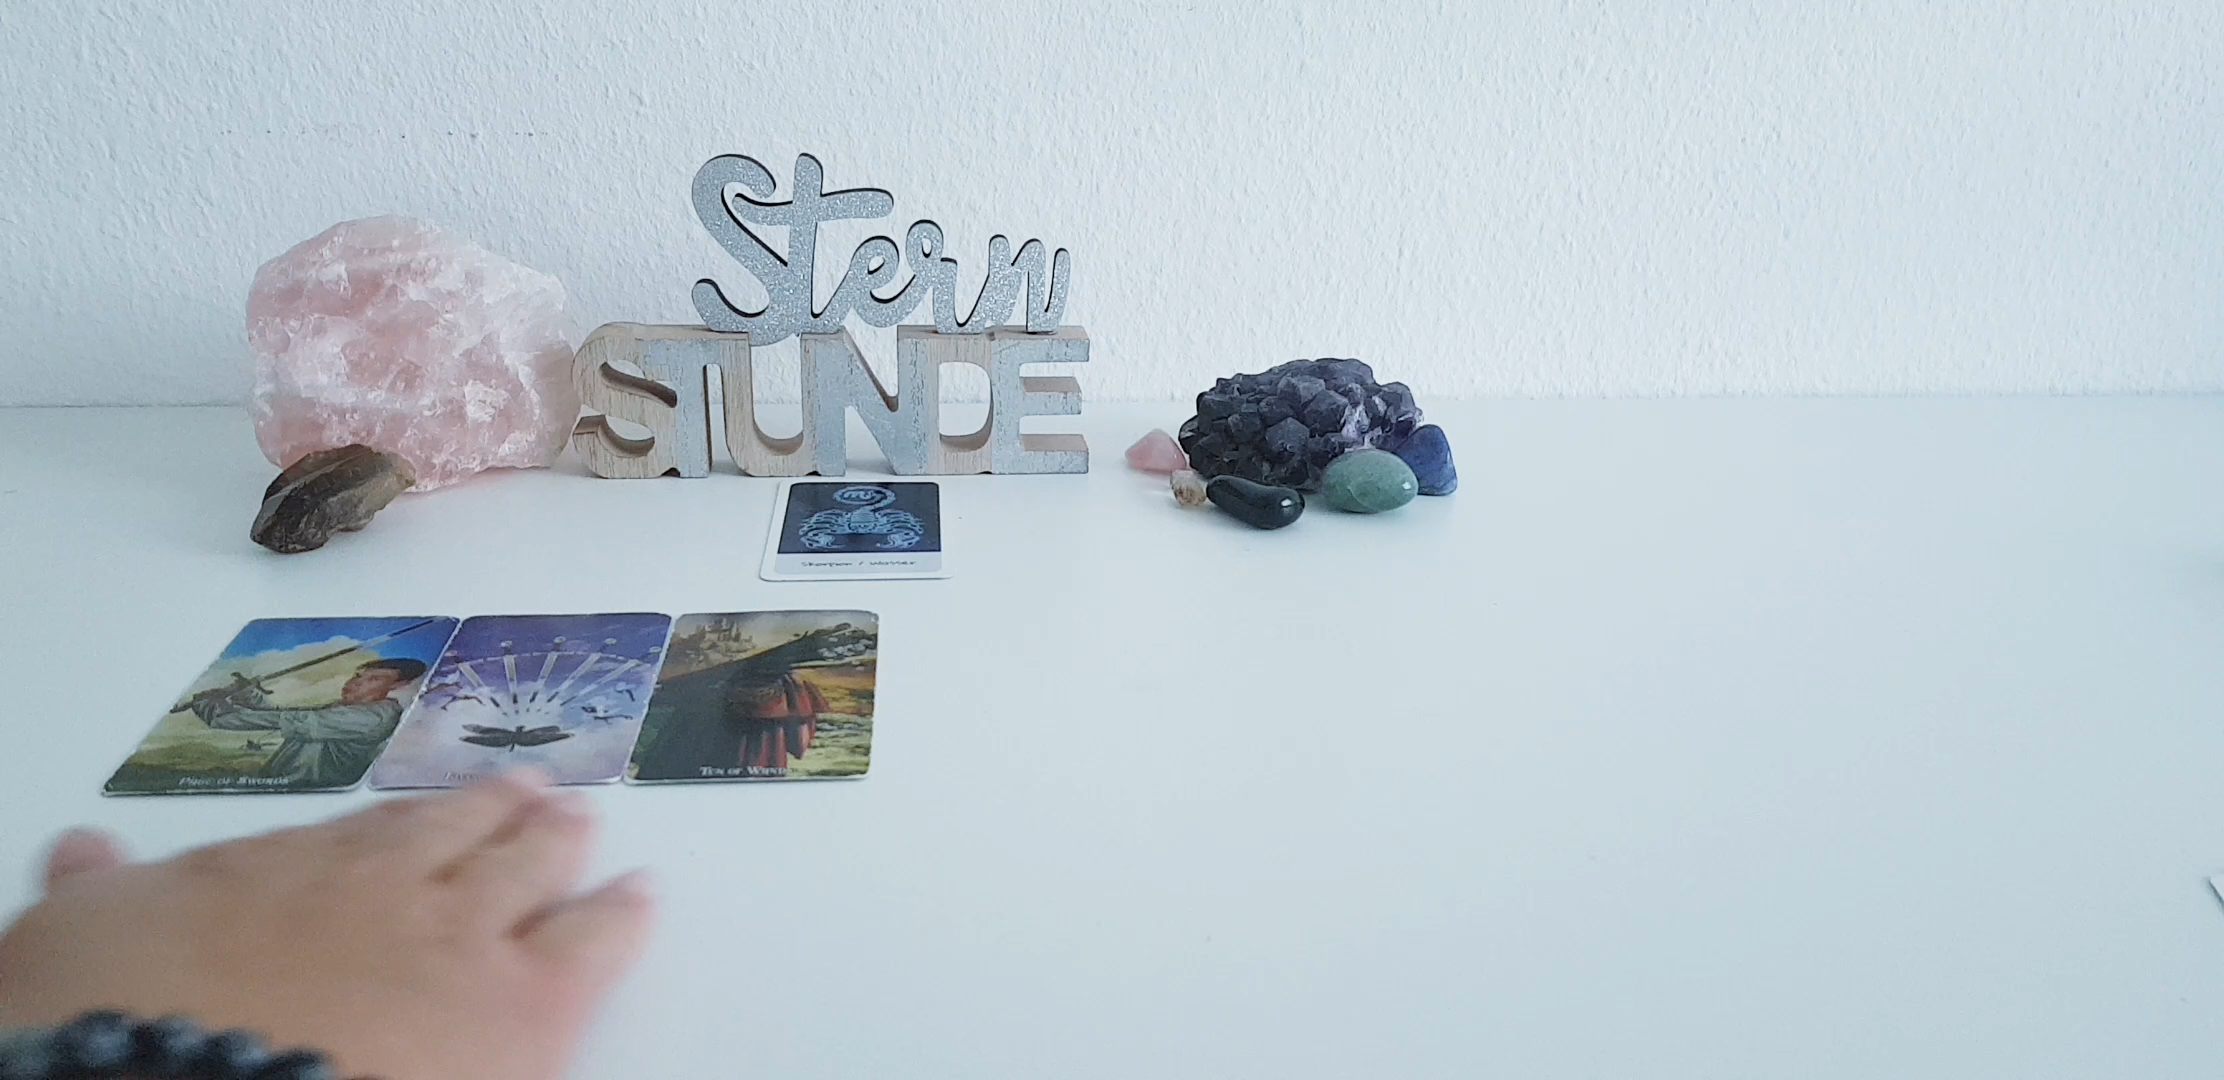 Stern
STUNDE
Skorpion / Wasser
PAGE OF SWORDS
TEN OF WANDS